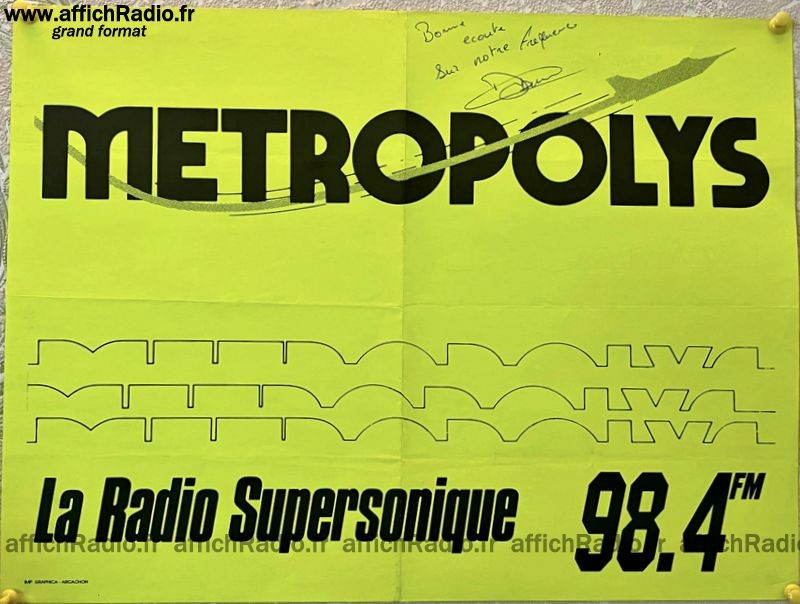 www.affichRadio.fr
grand format
Bonne
ecoute
Sur notre frequence
METROPOLYS
La Radio Supersonique
98.4 FM
affichRadio.fr affichRadio.fr affichRadio.fr affichRadio.fr affichRadio
IMP GRAPHICA - ARCACHON